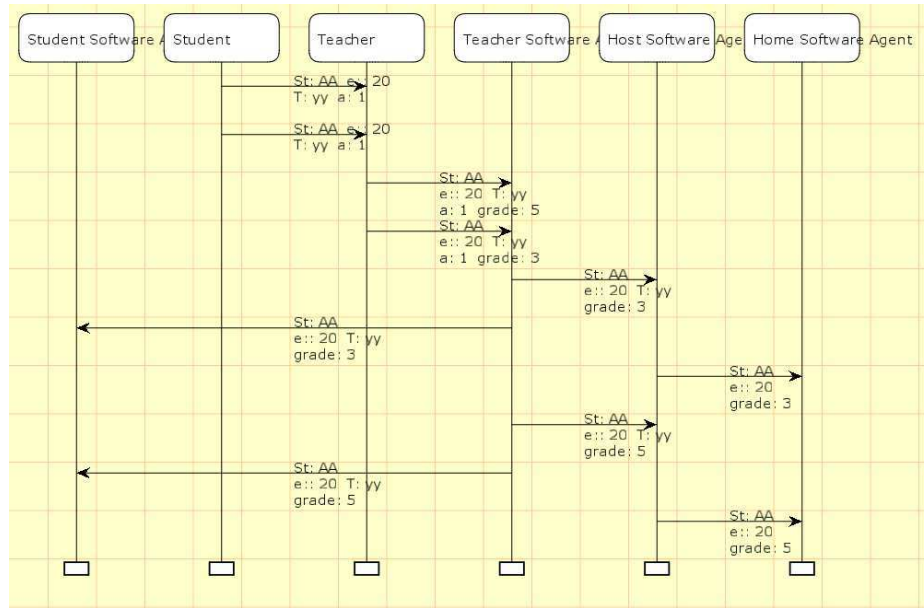 Student Software A
Student
Teacher
Teacher Software A
Host Software Age
Home Software Agent
St: AA e:: 20
T: yy a: 1
St: AA e:: 20
T: yy a: 1
St: AA
e:: 20 T: yy
a: 1 grade: 5
St: AA
e:: 20 T: yy
a: 1 grade: 3
St: AA
e:: 20 T: yy
grade: 3
St: AA
e:: 20 T: yy
grade: 3
St: AA
e:: 20
grade: 3
St: AA
e:: 20 T: yy
grade: 5
St: AA
e:: 20 T: yy
grade: 5
St: AA
e:: 20
grade: 5